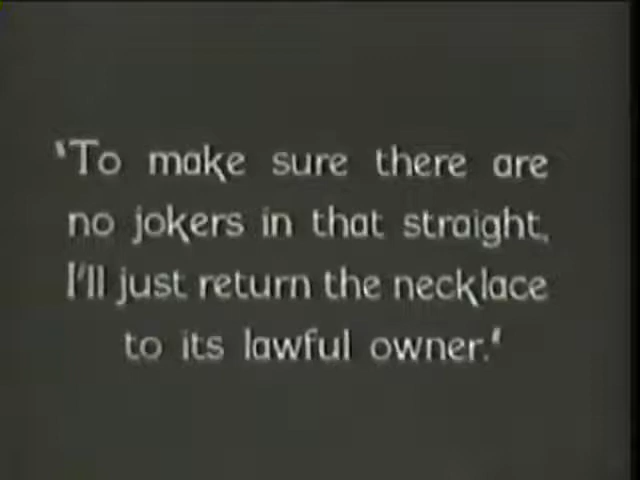 "To make sure there are
no jokers in that straight,
I'll just return the necklace
to its lawful owner."